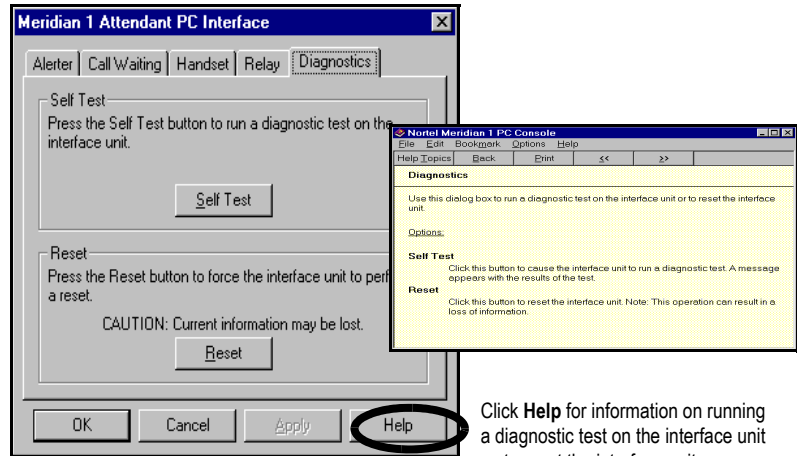 Meridian 1 Attendant PC Interface
Alerter Call Waiting Handset Relay Diagnostics
Self Test
Press the Self Test button to run a diagnostic test on the
interface unit.
Self Test
Reset
Press the Reset button to force the interface unit to perf
a reset.
CAUTION: Current information may be lost.
Reset
OK Cancel Apply Help
Nortel Meridian 1 PC Console
File Edit Bookmark Options Help
Help Topics Back Print << >>
Diagnostics
Use this dialog box to run a diagnostic test on the interface unit or to reset the interface
unit.
Options:
Self Test
Click this button to cause the interface unit to run a diagnostic test. A message
appears with the results of the test.
Reset
Click this button to reset the interface unit. Note: This operation can result in a
loss of information.
Click Help for information on running
a diagnostic test on the interface unit